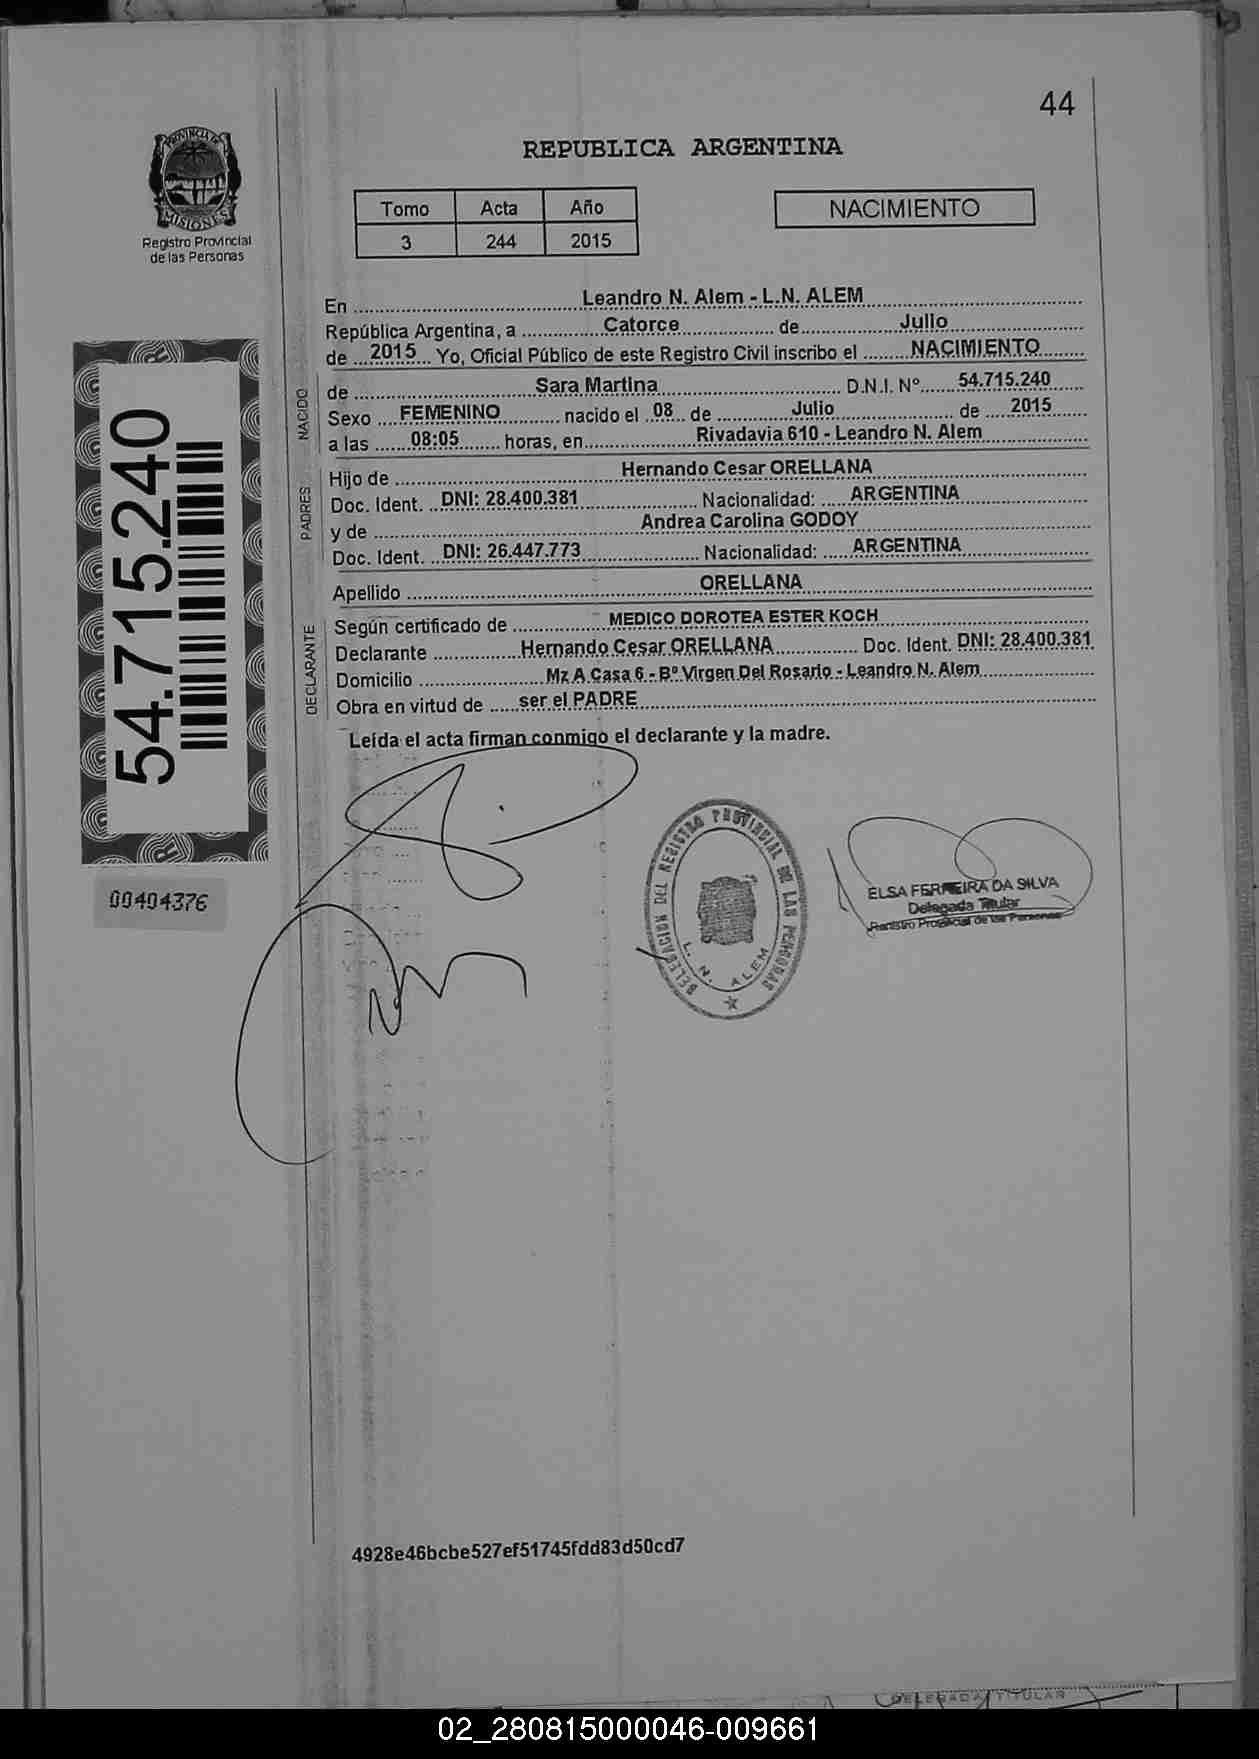 44
PROVINCIA DE
MISIONES
Registro Provincial
de las Personas
REPUBLICA ARGENTINA
Tomo Acta Año
3 244 2015
NACIMIENTO
En Leandro N. Alem - L.N. ALEM
República Argentina, a Catorce de Julio
de 2015 Yo, Oficial Público de este Registro Civil inscribo el NACIMIENTO
NACIDO
de Sara Martina D.N.I. Nº 54.715.240
Sexo FEMENINO nacido el 08 de Julio de 2015
a las 08:05 horas, en Rivadavia 610 - Leandro N. Alem
PADRES
Hijo de Hernando Cesar ORELLANA
Doc. Ident. DNI: 28.400.381 Nacionalidad: ARGENTINA
y de Andrea Carolina GODOY
Doc. Ident. DNI: 26.447.773 Nacionalidad: ARGENTINA
Apellido ORELLANA
DECLARANTE
Según certificado de MEDICO DOROTEA ESTER KOCH
Declarante Hernando Cesar ORELLANA Doc. Ident. DNI: 28.400.381
Domicilio Mz A Casa 6 - Bº Virgen Del Rosario - Leandro N. Alem
Obra en virtud de ser el PADRE
Leída el acta firman conmigo el declarante y la madre.
54.715.240
00404376
DELEGACION DEL REGISTRO PROVINCIAL DE LAS PERSONAS
L. N. ALEM
ELSA FERREIRA DA SILVA
Delegada Titular
Registro Provincial de las Personas
4928e46bcbe527ef51745fdd83d50cd7
DELEGADA TITULAR
02_280815000046-009661